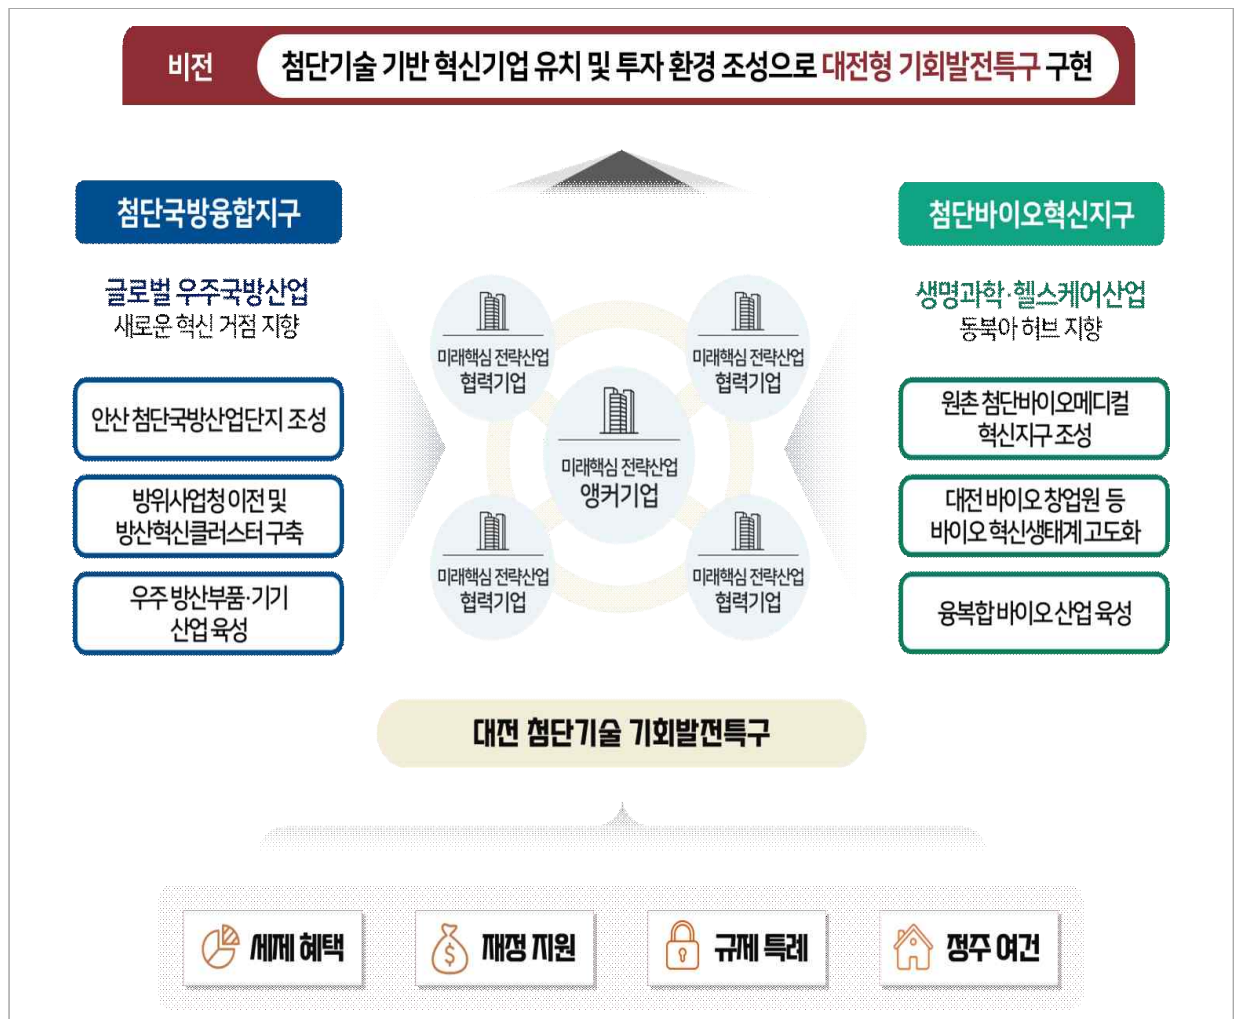 비전
첨단기술 기반 혁신기업 유치 및 투자 환경 조성으로 대전형 기회발전특구 구현
첨단국방융합지구
글로벌 우주국방산업
새로운 혁신 거점 지향
안산 첨단국방산업단지 조성
방위사업청 이전 및
방산혁신클러스터 구축
우주 방산부품·기기
산업 육성
미래핵심 전략산업
협력기업
미래핵심 전략산업
협력기업
미래핵심 전략산업
앵커기업
미래핵심 전략산업
협력기업
미래핵심 전략산업
협력기업
첨단바이오혁신지구
생명과학·헬스케어산업
동북아 허브 지향
원촌 첨단바이오메디컬
혁신지구 조성
대전 바이오 창업원 등
바이오 혁신생태계 고도화
융복합 바이오 산업 육성
대전 첨단기술 기회발전특구
세제 혜택
재정 지원
규제 특례
정주 여건